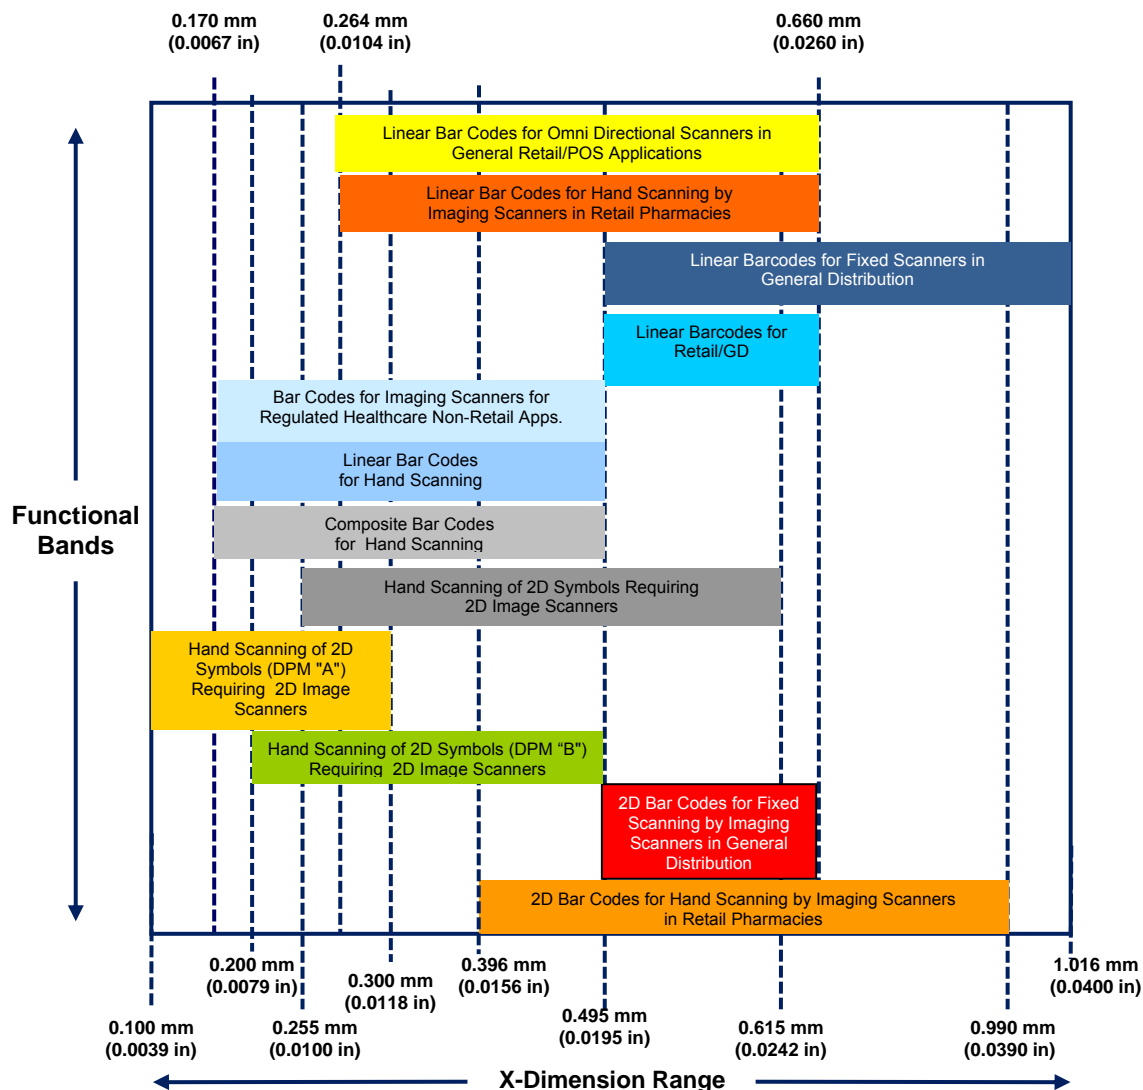 0.170 mm
(0.0067 in)
0.264 mm
(0.0104 in)
0.660 mm
(0.0260 in)
Linear Bar Codes for Omni Directional Scanners in
General Retail/POS Applications
Linear Bar Codes for Hand Scanning by
Imaging Scanners in Retail Pharmacies
Linear Barcodes for Fixed Scanners in
General Distribution
Linear Barcodes for
Retail/GD
Bar Codes for Imaging Scanners for
Regulated Healthcare Non-Retail Apps.
Linear Bar Codes
for Hand Scanning
Functional
Bands
Composite Bar Codes
for Hand Scanning
Hand Scanning of 2D Symbols Requiring
2D Image Scanners
Hand Scanning of 2D
Symbols (DPM "A")
Requiring 2D Image
Scanners
Hand Scanning of 2D Symbols (DPM “B")
Requiring 2D Image Scanners
2D Bar Codes for Fixed
Scanning by Imaging
Scanners in General
Distribution
2D Bar Codes for Hand Scanning by Imaging Scanners
in Retail Pharmacies
0.200 mm
(0.0079 in)
0.300 mm
(0.0118 in)
0.396 mm
(0.0156 in)
1.016 mm
(0.0400 in)
0.100 mm
(0.0039 in)
0.255 mm
(0.0100 in)
0.495 mm
(0.0195 in)
0.615 mm
(0.0242 in)
0.990 mm
(0.0390 in)
X-Dimension Range